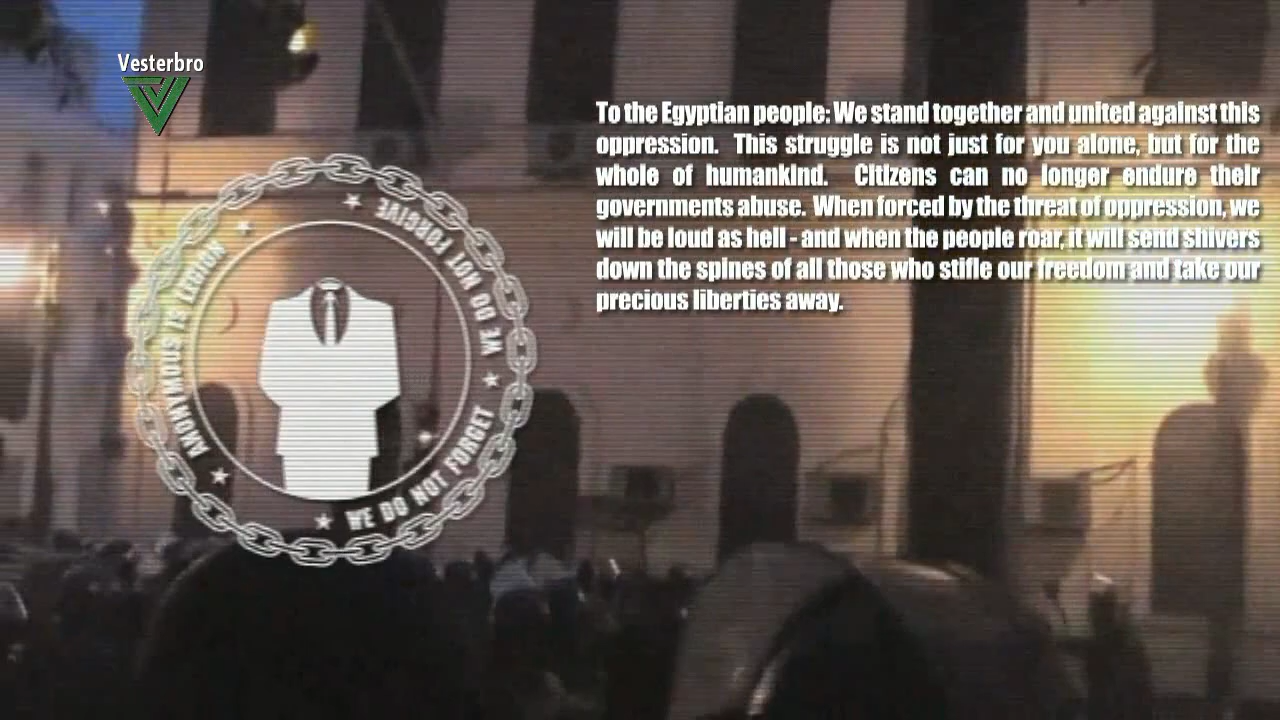 Vesterbro
To the Egyptian people: We stand together and united against this
oppression. This struggle is not just for you alone, but for the
whole of humankind. Citizens can no longer endure their
governments abuse. When forced by the threat of oppression, we
will be loud as hell - and when the people roar, it will send shivers
down the spines of all those who stifle our freedom and take our
precious liberties away.
ANONYMOUS IS LEGION
WE DO NOT FORGIVE
WE DO NOT FORGET